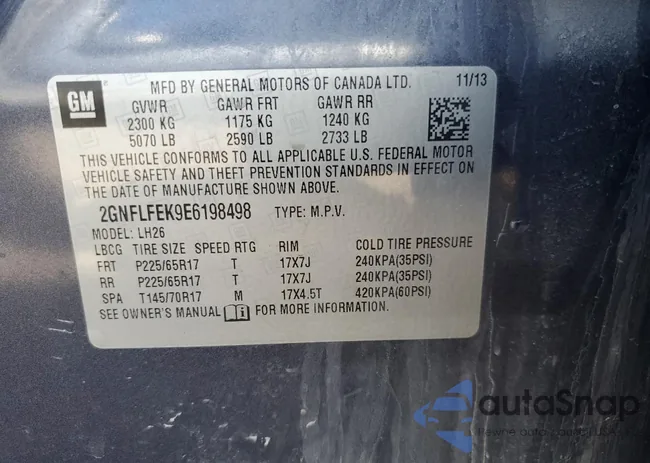 GM
MFD BY GENERAL MOTORS OF CANADA LTD. 11/13
GVWR GAWR FRT GAWR RR
2300 KG 1175 KG 1240 KG
5070 LB 2590 LB 2733 LB
THIS VEHICLE CONFORMS TO ALL APPLICABLE U.S. FEDERAL MOTOR
VEHICLE SAFETY AND THEFT PREVENTION STANDARDS IN EFFECT ON
THE DATE OF MANUFACTURE SHOWN ABOVE.
2GNFLFEK9E6198498 TYPE: M.P.V.
MODEL: LH26
LBCG TIRE SIZE SPEED RTG RIM COLD TIRE PRESSURE
FRT P225/65R17 T 17X7J 240KPA(35PSI)
RR P225/65R17 T 17X7J 240KPA(35PSI)
SPA T145/70R17 M 17X4.5T 420KPA(60PSI)
SEE OWNER'S MANUAL i FOR MORE INFORMATION.
autoSnap